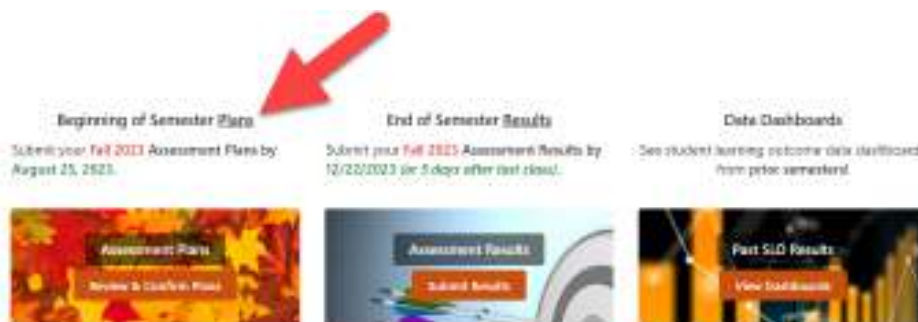 Beginning of Semester Plans
Submit your Fall 2023 Assessment Plans by
August 25, 2023.
Assessment Plans
Review & Confirm Plans
End of Semester Results
Submit your Fall 2023 Assessment Results by
12/22/2023 (or 5 days after last class).
Assessment Results
Submit Results
Data Dashboards
See student learning outcome data dashboard
from prior semesters!
Past SLO Results
View Dashboards